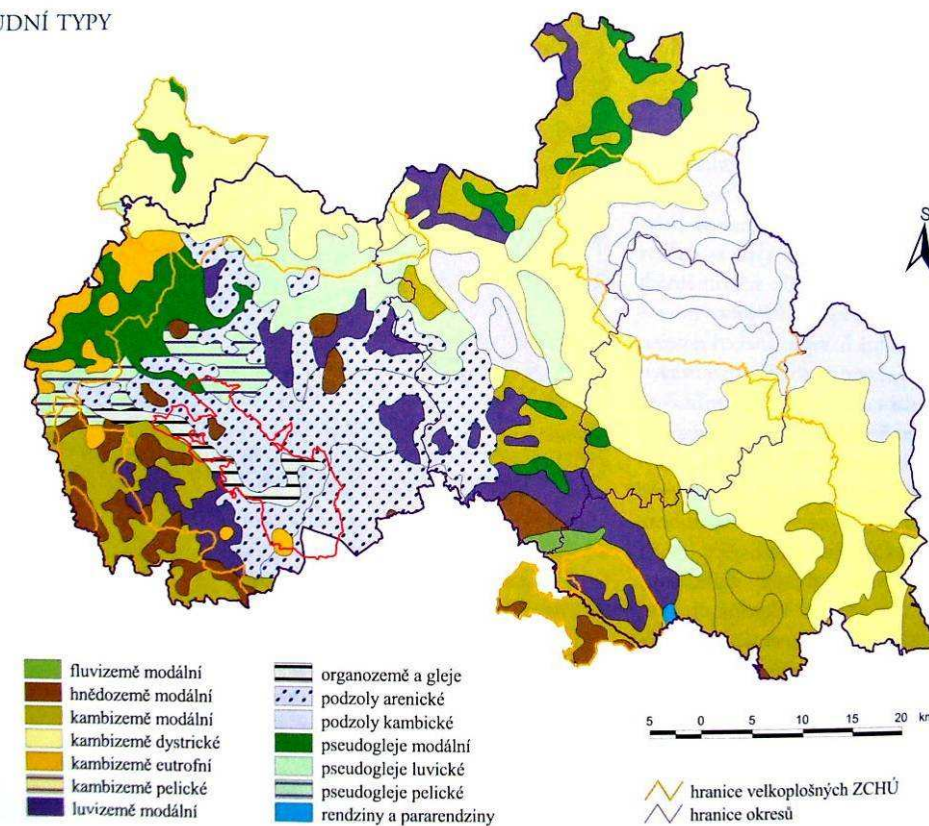 UDNÍ TYPY
S
fluvizemě modální
hnědozemě modální
kambizemě modální
kambizemě dystrické
kambizemě eutrofní
kambizemě pelické
luvizemě modální
organozemě a gleje
podzoly arenické
podzoly kambické
pseudogleje modální
pseudogleje luvické
pseudogleje pelické
rendziny a pararendziny
5 0 5 10 15 20 km
hranice velkoplošných ZCHÚ
hranice okresů